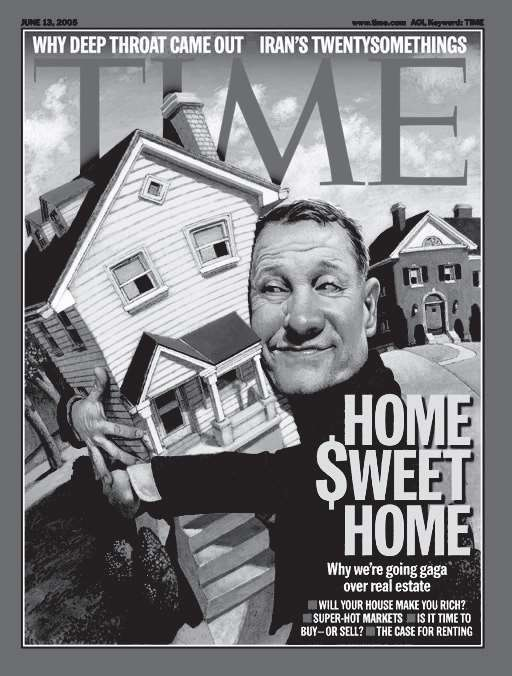 JUNE 13, 2005
www.time.com AOL Keyword: TIME
WHY DEEP THROAT CAME OUT IRAN'S TWENTYSOMETHINGS
TIME
HOME
$WEET
HOME
Why we're going gaga
over real estate
WILL YOUR HOUSE MAKE YOU RICH?
SUPER-HOT MARKETS IS IT TIME TO
BUY—OR SELL? THE CASE FOR RENTING